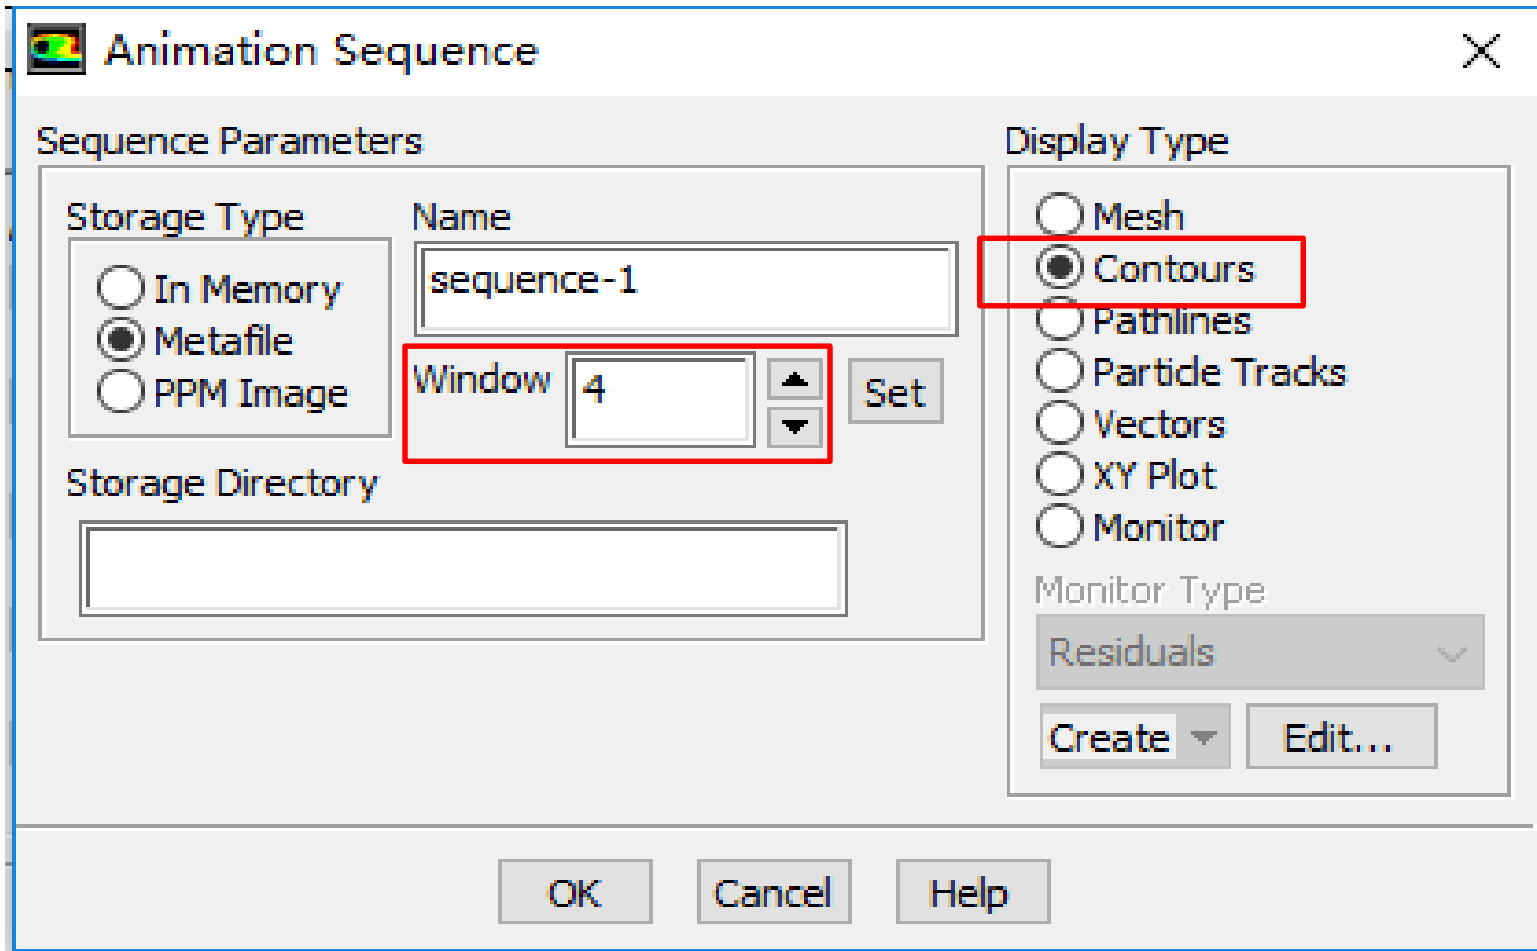 Animation Sequence
Sequence Parameters
Storage Type
In Memory
Metafile
PPM Image
Name
sequence-1
Window 4 Set
Storage Directory
Display Type
Mesh
Contours
Pathlines
Particle Tracks
Vectors
XY Plot
Monitor
Monitor Type
Residuals
Create Edit...
OK Cancel Help